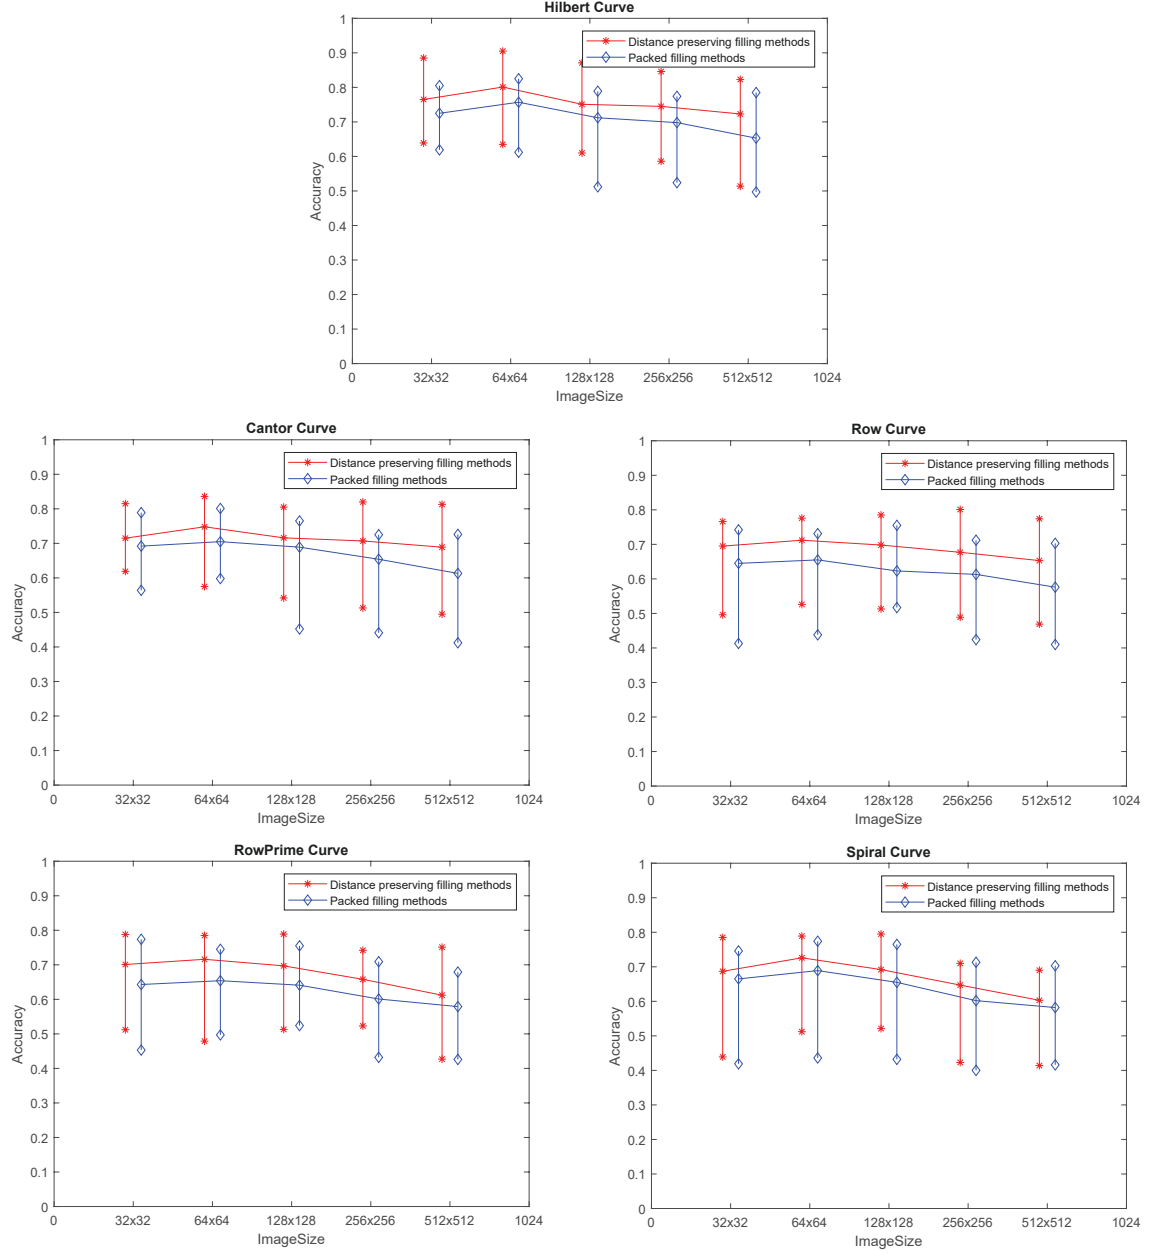 Hilbert Curve
Distance preserving filling methods
Packed filling methods
1
0.9
0.8
0.7
0.6
0.5
0.4
0.3
0.2
0.1
0
Accuracy
0 32x32 64x64 128x128 256x256 512x512 1024
ImageSize
Cantor Curve
Distance preserving filling methods
Packed filling methods
1
0.9
0.8
0.7
0.6
0.5
0.4
0.3
0.2
0.1
0
Accuracy
0 32x32 64x64 128x128 256x256 512x512 1024
ImageSize
Row Curve
Distance preserving filling methods
Packed filling methods
1
0.9
0.8
0.7
0.6
0.5
0.4
0.3
0.2
0.1
0
Accuracy
0 32x32 64x64 128x128 256x256 512x512 1024
ImageSize
RowPrime Curve
Distance preserving filling methods
Packed filling methods
1
0.9
0.8
0.7
0.6
0.5
0.4
0.3
0.2
0.1
0
Accuracy
0 32x32 64x64 128x128 256x256 512x512 1024
ImageSize
Spiral Curve
Distance preserving filling methods
Packed filling methods
1
0.9
0.8
0.7
0.6
0.5
0.4
0.3
0.2
0.1
0
Accuracy
0 32x32 64x64 128x128 256x256 512x512 1024
ImageSize